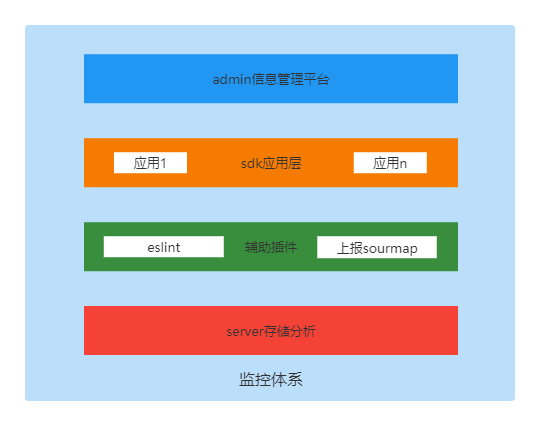 admin信息管理平台
应用1 sdk应用层 应用n
eslint 辅助插件 上报sourmap
server存储分析
监控体系